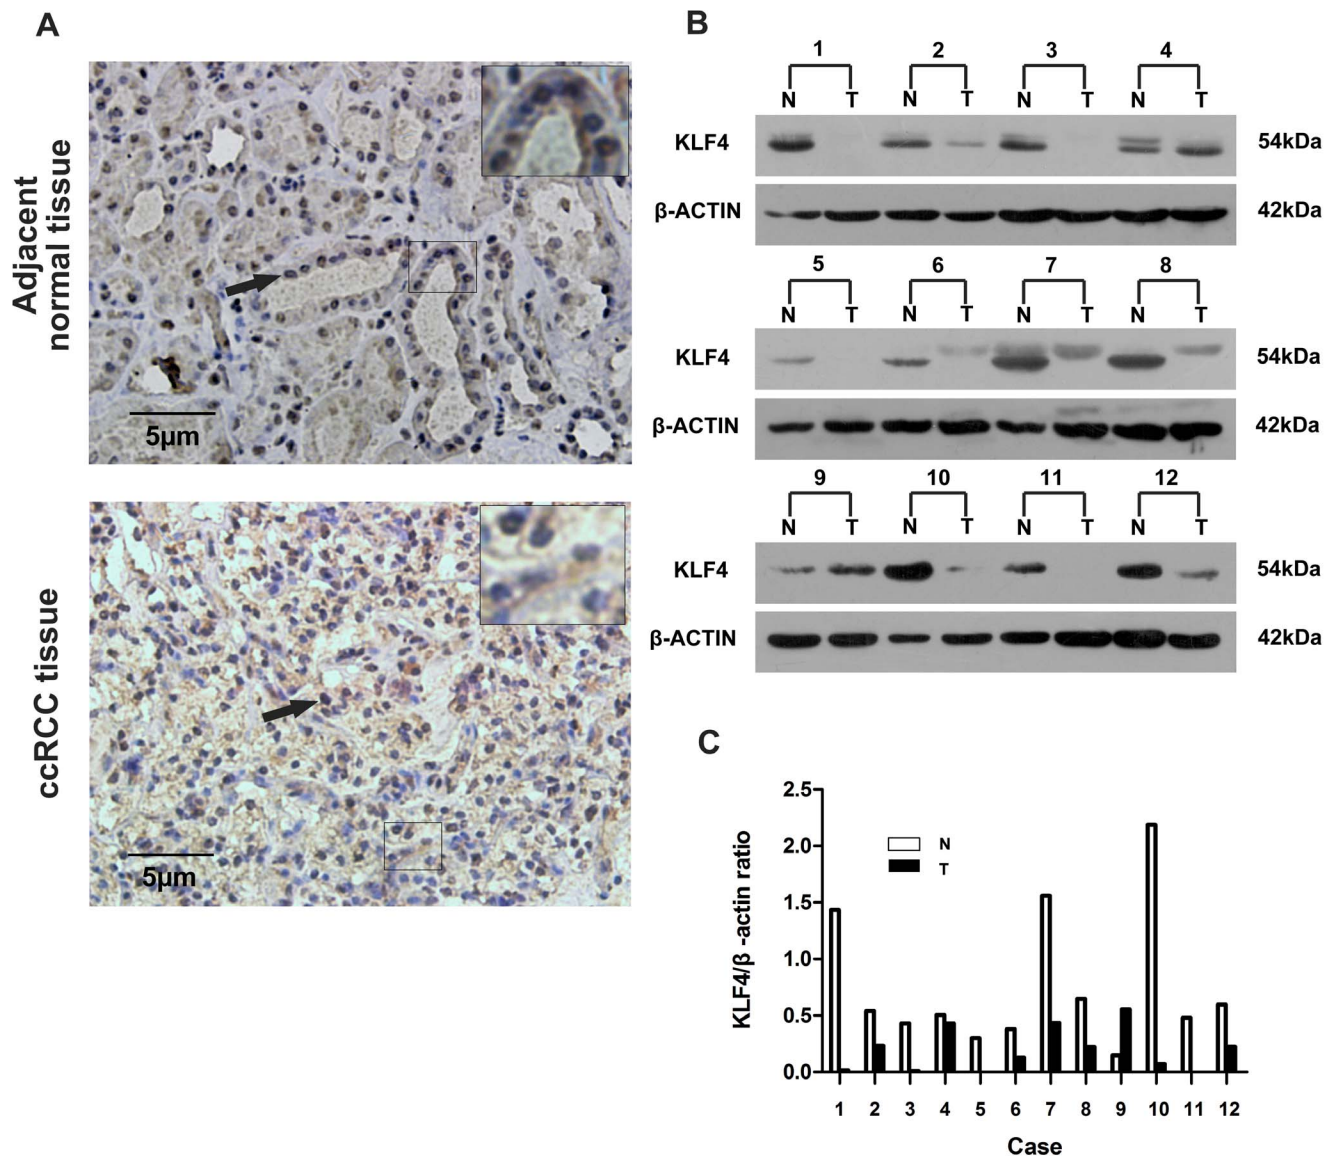 A
Adjacent
normal tissue
5μm
ccRCC tissue
5μm
B
1 2 3 4
N T N T N T N T
KLF4 54kDa
β-ACTIN 42kDa
5 6 7 8
N T N T N T N T
KLF4 54kDa
β-ACTIN 42kDa
9 10 11 12
N T N T N T N T
KLF4 54kDa
β-ACTIN 42kDa
C
KLF4/β -actin ratio
2.5
2.0
1.5
1.0
0.5
0.0
N
T
1 2 3 4 5 6 7 8 9 10 11 12
Case